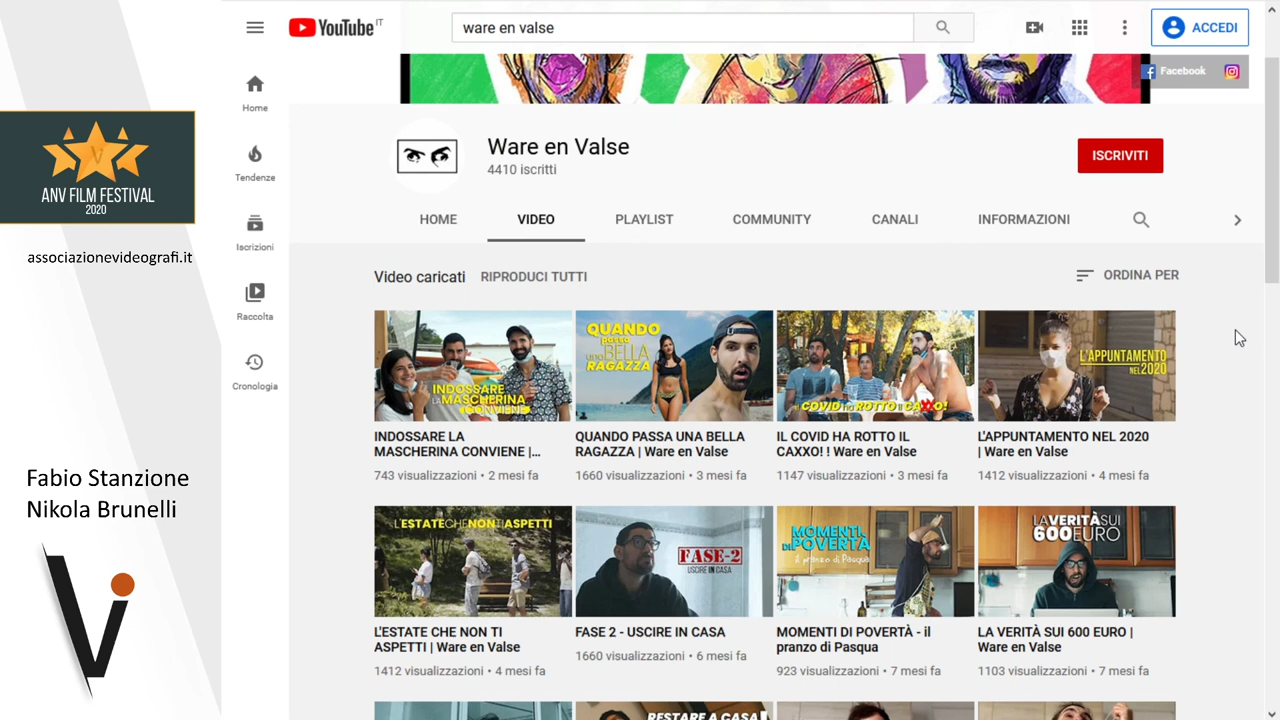 YouTube IT
ware en valse
ACCEDI
Home
Facebook
Tendenze
Ware en Valse
4410 iscritti
ISCRIVITI
ANV FILM FESTIVAL
2020
HOME
VIDEO
PLAYLIST
COMMUNITY
CANALI
INFORMAZIONI
Iscrizioni
associazionevideografi.it
Video caricati
RIPRODUCI TUTTI
ORDINA PER
Raccolta
Cronologia
INDOSSARE
LA MASCHERINA
CONVIENE
QUANDO
passa
una BELLA
RAGAZZA
IL COVID HA ROTTO IL CAXXO!
L'APPUNTAMENTO
NEL 2020
INDOSSARE LA
MASCHERINA CONVIENE |...
743 visualizzazioni • 2 mesi fa
QUANDO PASSA UNA BELLA
RAGAZZA | Ware en Valse
1660 visualizzazioni • 3 mesi fa
IL COVID HA ROTTO IL
CAXXO! ! Ware en Valse
1147 visualizzazioni • 3 mesi fa
L'APPUNTAMENTO NEL 2020
| Ware en Valse
1412 visualizzazioni • 4 mesi fa
Fabio Stanzione
Nikola Brunelli
L'ESTATE CHE NON TI ASPETTI
FASE-2
USCIRE IN CASA
MOMENTI
DI POVERTÀ
il pranzo di Pasqua
LA VERITÀ SUI
600 EURO
L'ESTATE CHE NON TI
ASPETTI | Ware en Valse
1412 visualizzazioni • 4 mesi fa
FASE 2 - USCIRE IN CASA
1660 visualizzazioni • 6 mesi fa
MOMENTI DI POVERTÀ - il
pranzo di Pasqua
923 visualizzazioni • 7 mesi fa
LA VERITÀ SUI 600 EURO |
Ware en Valse
1103 visualizzazioni • 7 mesi fa
RESTARE A CASA!